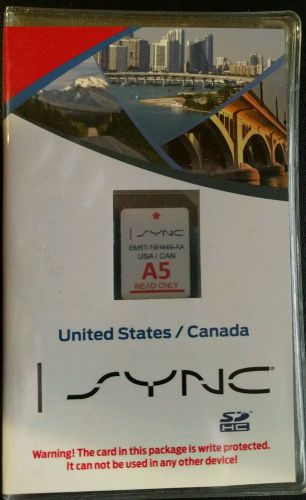 SYNC
EM5T-19H449-AA
USA / CAN
A5
READ ONLY
United States / Canada
SYNC®
SD
HC
Warning! The card in this package is write protected.
It can not be used in any other device!